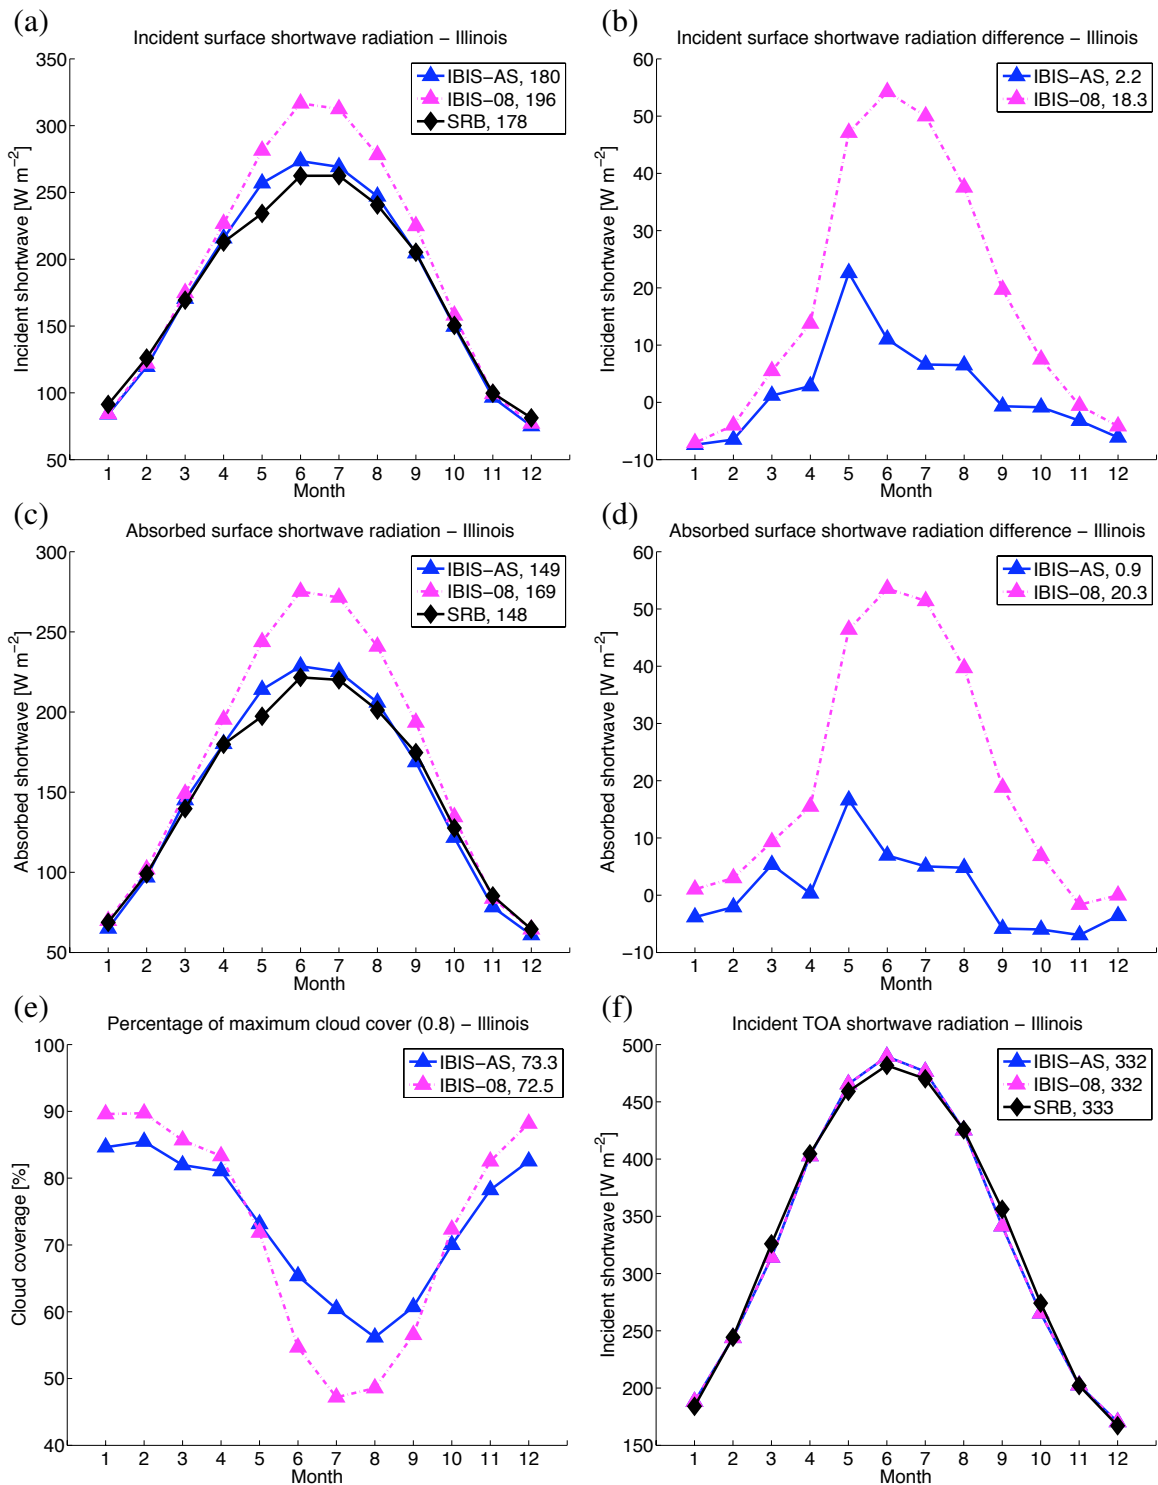 (a)
Incident surface shortwave radiation − Illinois
350
300
250
200
150
100
50
Incident shortwave [W m−2]
IBIS−AS, 180
IBIS−08, 196
SRB, 178
1 2 3 4 5 6 7 8 9 10 11 12
Month
(b)
Incident surface shortwave radiation difference − Illinois
60
50
40
30
20
10
0
−10
Incident shortwave [W m−2]
IBIS−AS, 2.2
IBIS−08, 18.3
1 2 3 4 5 6 7 8 9 10 11 12
Month
(c)
Absorbed surface shortwave radiation − Illinois
300
250
200
150
100
50
Absorbed shortwave [W m−2]
IBIS−AS, 149
IBIS−08, 169
SRB, 148
1 2 3 4 5 6 7 8 9 10 11 12
Month
(d)
Absorbed surface shortwave radiation difference − Illinois
60
50
40
30
20
10
0
−10
Absorbed shortwave [W m−2]
IBIS−AS, 0.9
IBIS−08, 20.3
1 2 3 4 5 6 7 8 9 10 11 12
Month
(e)
Percentage of maximum cloud cover (0.8) − Illinois
100
90
80
70
60
50
40
Cloud coverage [%]
IBIS−AS, 73.3
IBIS−08, 72.5
1 2 3 4 5 6 7 8 9 10 11 12
Month
(f)
Incident TOA shortwave radiation − Illinois
500
450
400
350
300
250
200
150
Incident shortwave [W m−2]
IBIS−AS, 332
IBIS−08, 332
SRB, 333
1 2 3 4 5 6 7 8 9 10 11 12
Month